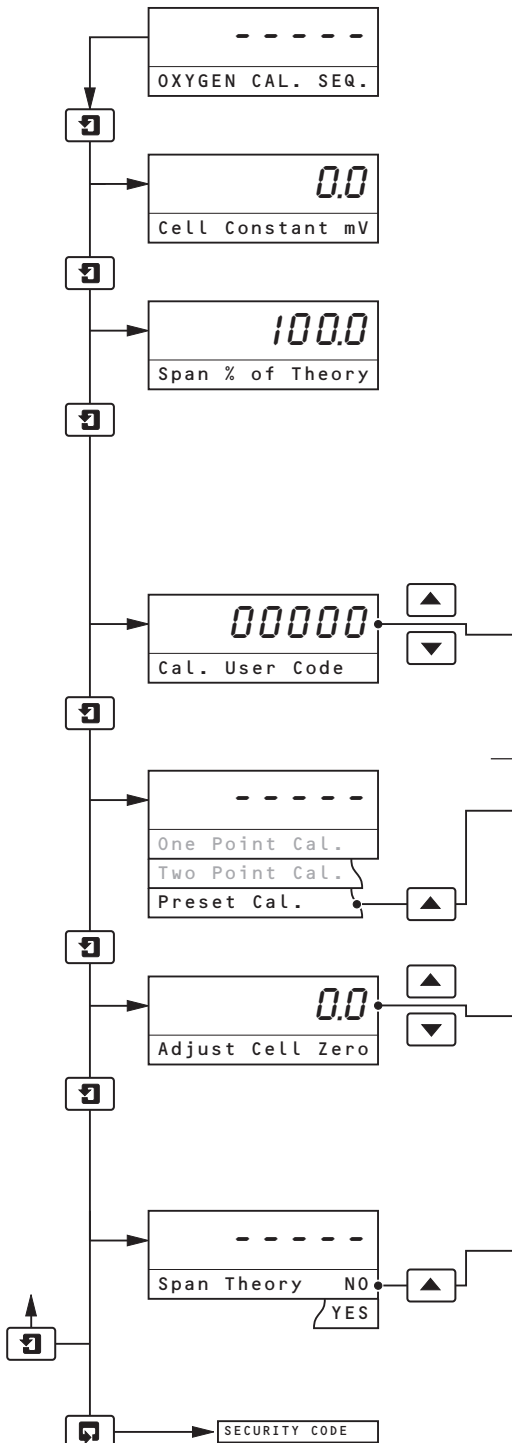 - - - - -
OXYGEN CAL. SEQ.
0.0
Cell Constant mV
100.0
Span % of Theory
00000
Cal. User Code
- - - - -
One Point Cal.
Two Point Cal.
Preset Cal.
0.0
Adjust Cell Zero
- - - - -
Span Theory NO
YES
SECURITY CODE